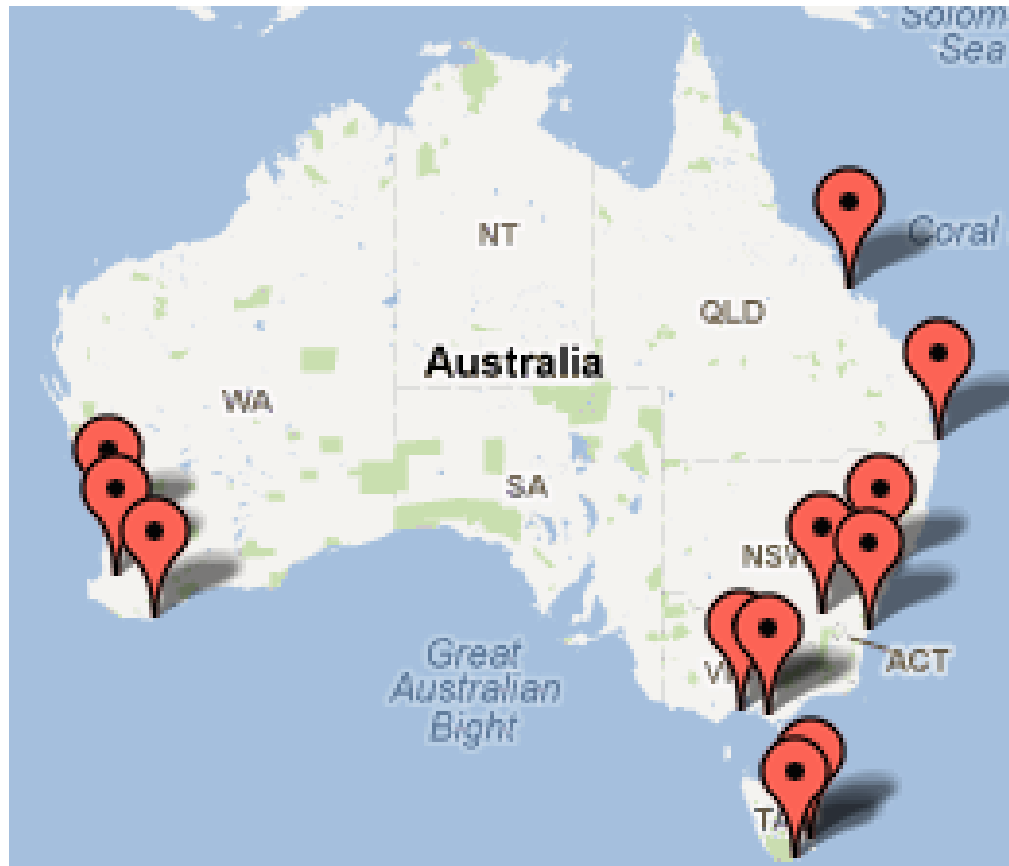 Solom
Sea
NT
Coral
QLD
Australia
WA
SA
NSW
Great
Australian
Bight
ACT